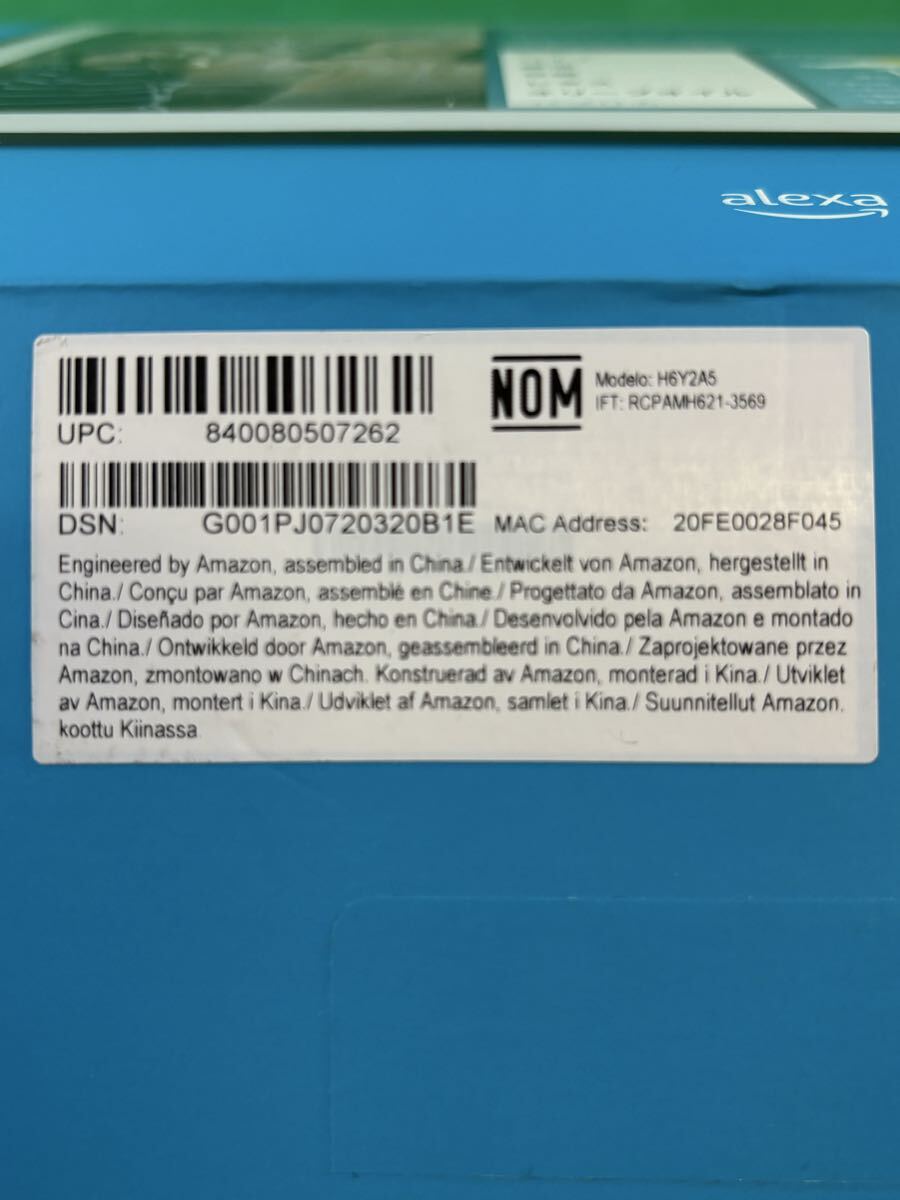 alexa
NOM
Modelo: H6Y2A5
IFT: RCPAMH621-3569
UPC: 840080507262
DSN: G001PJ0720320B1E MAC Address: 20FE0028F045
Engineered by Amazon, assembled in China./ Entwickelt von Amazon, hergestellt in
China./ Conçu par Amazon, assemblé en Chine./ Progettato da Amazon, assemblato in
Cina./ Diseñado por Amazon, hecho en China./ Desenvolvido pela Amazon e montado
na China./ Ontwikkeld door Amazon, geassembleerd in China./ Zaprojektowane przez
Amazon, zmontowano w Chinach. Konstruerad av Amazon, monterad i Kina./ Utviklet
av Amazon, montert i Kina./ Udviklet af Amazon, samlet i Kina./ Suunnitellut Amazon,
koottu Kiinassa.